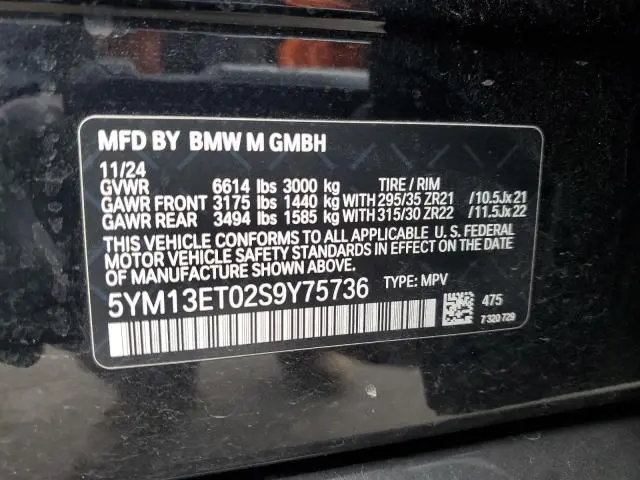 MFD BY BMW M GMBH
11/24
GVWR 6614 lbs 3000 kg TIRE / RIM
GAWR FRONT 3175 lbs 1440 kg WITH 295/35 ZR21 /10.5Jx21
GAWR REAR 3494 lbs 1585 kg WITH 315/30 ZR22 /11.5Jx22
THIS VEHICLE CONFORMS TO ALL APPLICABLE U.S. FEDERAL
MOTOR VEHICLE SAFETY STANDARDS IN EFFECT ON THE
DATE OF MANUFACTURE SHOWN ABOVE.
5YM13ET02S9Y75736 TYPE: MPV
475
7 320 729